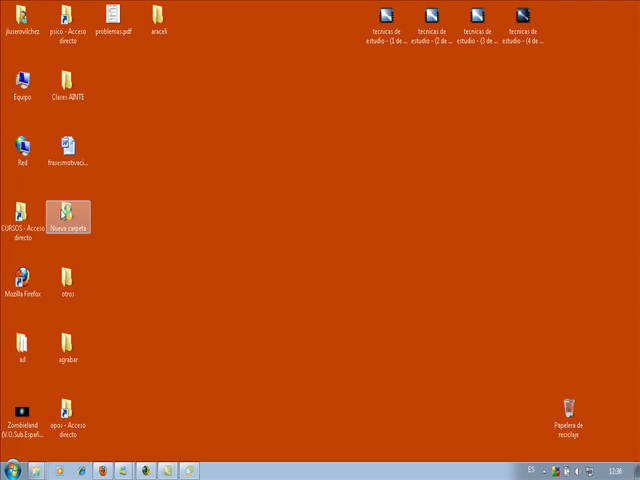 jluserovilchez
psico - Acceso
directo
problemas.pdf
araceli
tecnicas de
estudio - (1 de ...
tecnicas de
estudio - (2 de ...
tecnicas de
estudio - (3 de ...
tecnicas de
estudio - (4 de ...
Equipo
Clases AINTE
Red
frasesmotivaci...
CURSOS - Acceso
directo
Nueva carpeta
Mozilla Firefox
otros
ad
agrabar
Zombieland
(V.O.Sub.Españ...
opos - Acceso
directo
Papelera de
reciclaje
ES
12:36